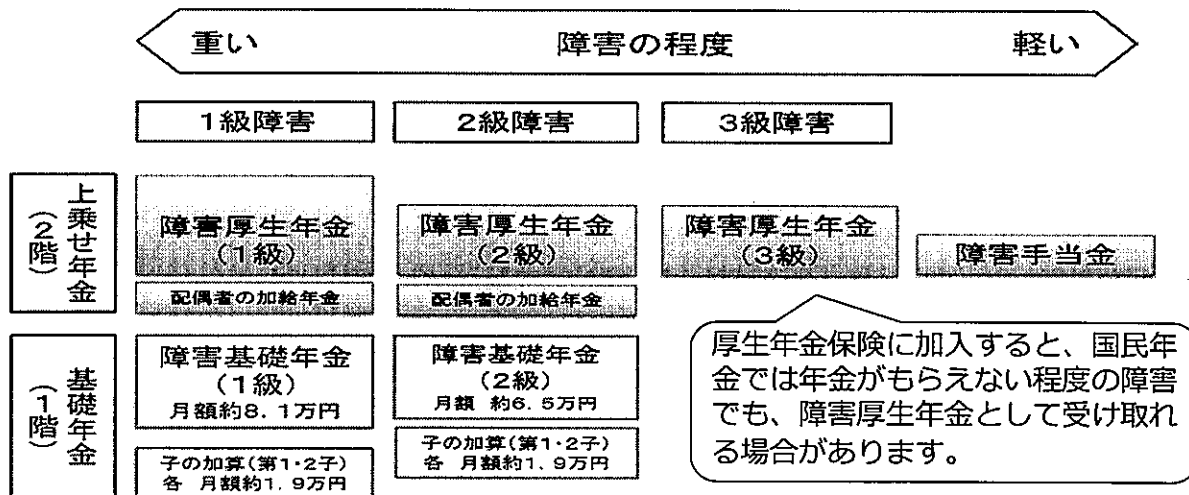 重い 障害の程度 軽い
1級障害 2級障害 3級障害
上乗せ年金
(2階)
障害厚生年金
(1級)
配偶者の加給年金
障害厚生年金
(2級)
配偶者の加給年金
障害厚生年金
(3級)
障害手当金
厚生年金保険に加入すると、国民年
金では年金がもらえない程度の障害
でも、障害厚生年金として受け取れ
る場合があります。
基礎年金
(1階)
障害基礎年金
(1級)
月額約8.1万円
子の加算(第1・2子)
各 月額約1.9万円
障害基礎年金
(2級)
月額 約6.5万円
子の加算(第1・2子)
各 月額約1.9万円